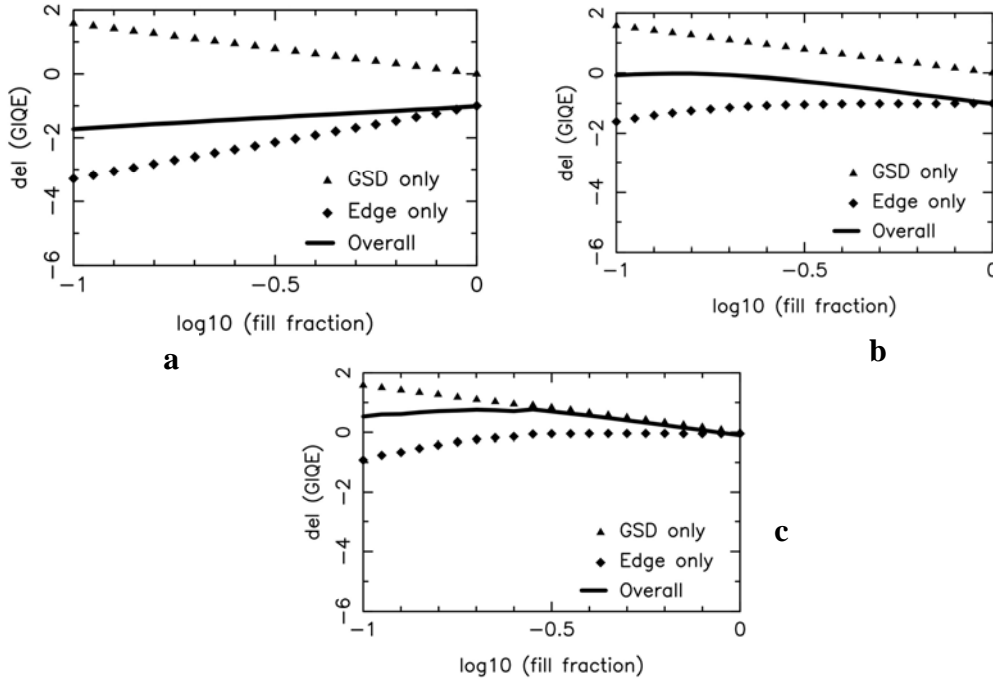 2
0
−2
−4
−6
del (GIQE)
GSD only
Edge only
Overall
−1
−0.5
0
log10 (fill fraction)
a
2
0
−2
−4
−6
del (GIQE)
GSD only
Edge only
Overall
−1
−0.5
0
log10 (fill fraction)
b
2
0
−2
−4
−6
del (GIQE)
GSD only
Edge only
Overall
−1
−0.5
0
log10 (fill fraction)
c